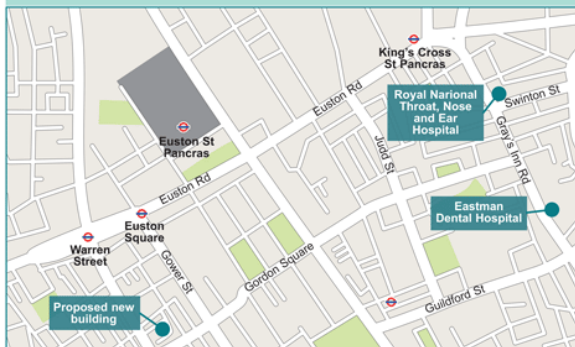 King's Cross
St Pancras
Royal Narional
Throat, Nose
and Ear
Hospital
Swinton St
Euston Rd
Gray's Inn Rd
Judd St
Euston St
Pancras
Euston Rd
Eastman
Dental Hospital
Euston
Square
Warren
Street
Gower St
Gordon Square
Guildford St
Proposed new
building